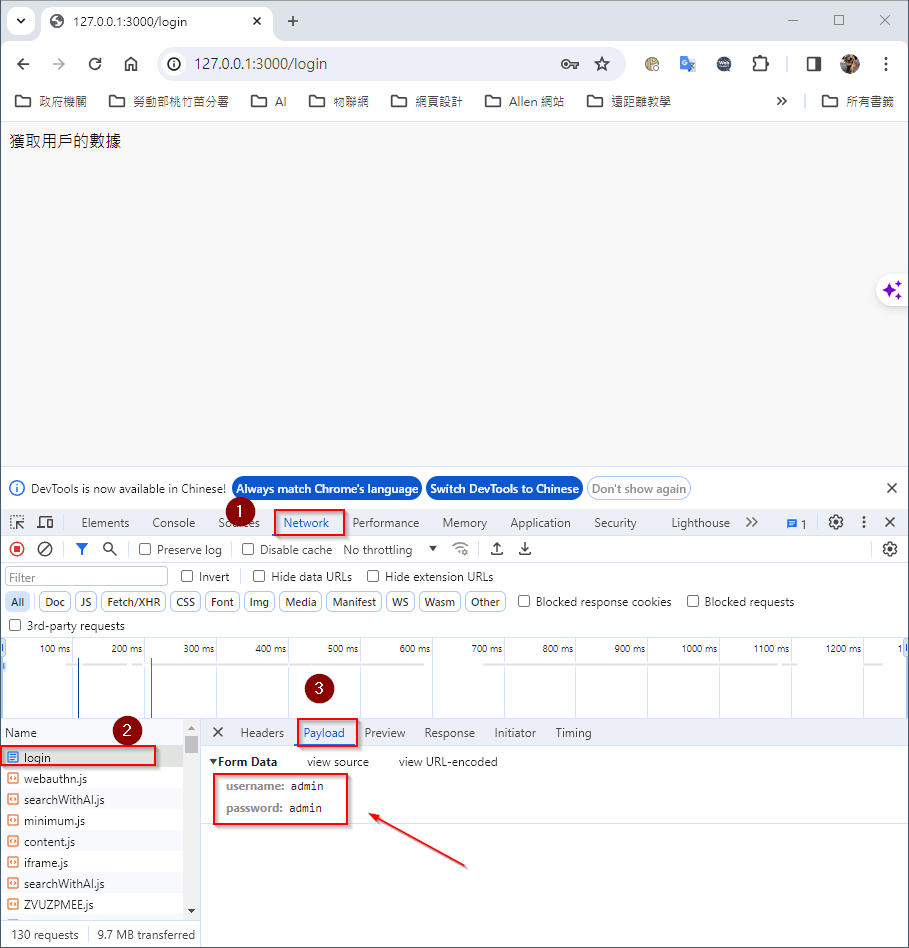 127.0.0.1:3000/login
127.0.0.1:3000/login
政府機關 勞動部桃竹苗分署 AI 物聯網 網頁設計 Allen 網站 遠距離教學 所有書籤
獲取用戶的數據
DevTools is now available in Chinese! Always match Chrome's language Switch DevTools to Chinese Don't show again
1
Elements Console Sources Network Performance Memory Application Security Lighthouse 1
Preserve log Disable cache No throttling
Filter Invert Hide data URLs Hide extension URLs
All Doc JS Fetch/XHR CSS Font Img Media Manifest WS Wasm Other Blocked response cookies Blocked requests
3rd-party requests
100 ms 200 ms 300 ms 400 ms 500 ms 600 ms 700 ms 800 ms 900 ms 1000 ms 1100 ms 1200 ms
3
2
Name Headers Payload Preview Response Initiator Timing
login
webauthn.js
searchWithAI.js
minimum.js
content.js
iframe.js
searchWithAI.js
ZVUZPMEE.js
Form Data view source view URL-encoded
username: admin
password: admin
130 requests 9.7 MB transferred